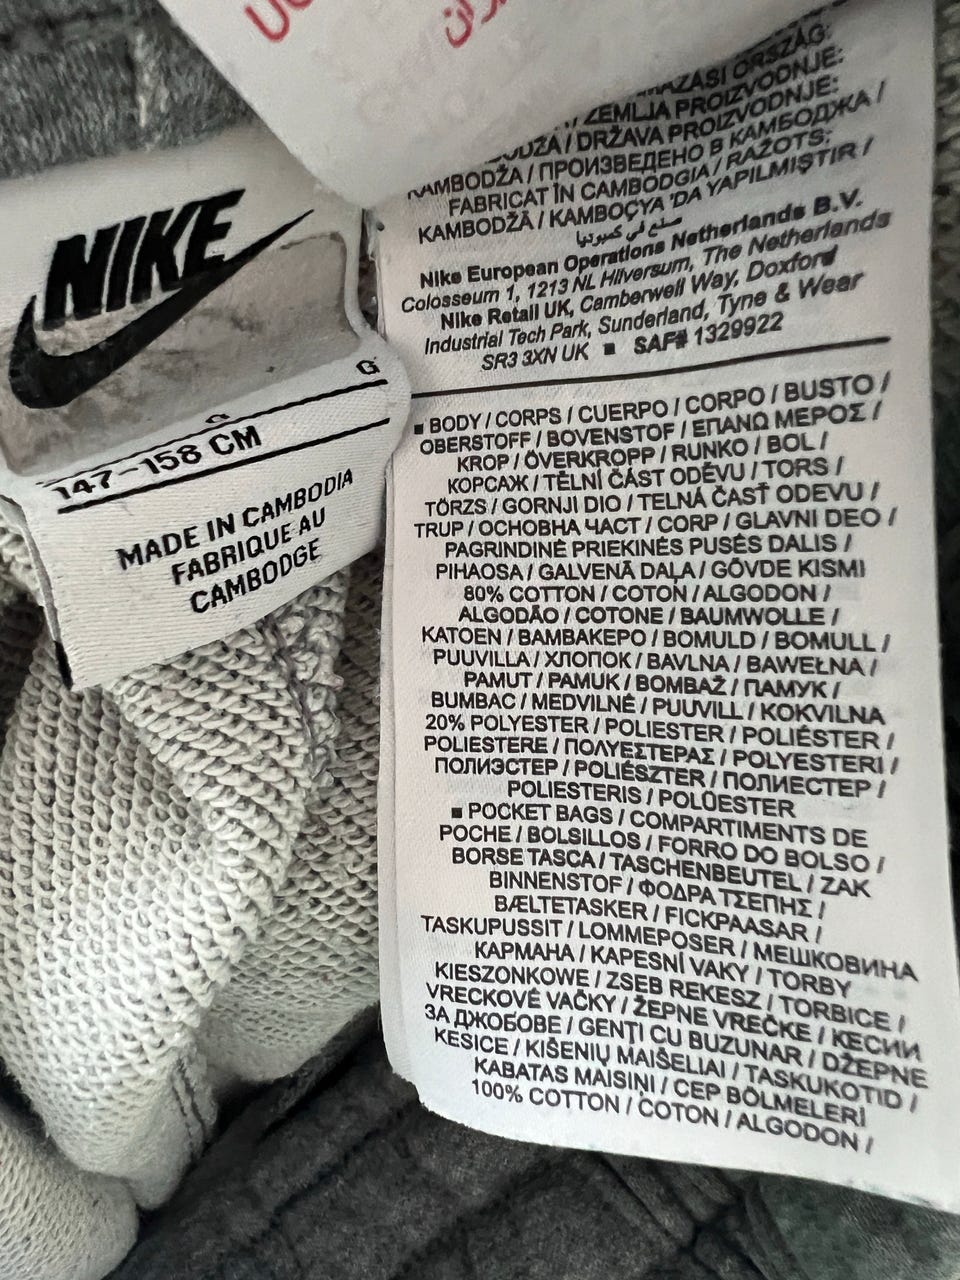 NIKE
G G
147-158 CM
MADE IN CAMBODIA
FABRIQUE AU
CAMBODGE
ORSZÁG:
ZEMLJA PROIZVODNJE:
/ DRŽAVA PROIZVODNJE:
KAMBODŽA / ПРОИЗВЕДЕНО В КАМБОДЖА /
FABRICAT ÎN CAMBODGIA / RAŽOTS:
KAMBODŽĀ / KAMBOÇYA 'DA YAPILMIŞTIR /
صنع في كمبوديا
Nike European Operations Netherlands B.V.
Colosseum 1, 1213 NL Hilversum, The Netherlands
Nike Retail UK, Camberwell Way, Doxford
Industrial Tech Park, Sunderland, Tyne & Wear
SR3 3XN UK ■ SAF# 1329922
■ BODY / CORPS / CUERPO / CORPO / BUSTO /
OBERSTOFF / BOVENSTOF / ΕΠΑΝΩ ΜΕΡΟΣ /
KROP / ÖVERKROPP / RUNKO / BOL /
КОРСАЖ / TĚLNÍ ČÁST ODĚVU / TORS /
TÖRZS / GORNJI DIO / TELNÁ ČASŤ ODEVU /
TRUP / ОСНОВНА ЧАСТ / CORP / GLAVNI DEO /
PAGRINDINĖ PRIEKINĖS PUSĖS DALIS /
PIHAOSA / GALVENĀ DAĻA / GÖVDE KISMI
80% COTTON / COTON / ALGODON /
ALGODÃO / COTONE / BAUMWOLLE /
KATOEN / ΒΑΜΒΑΚΕΡΟ / BOMULD / BOMULL /
PUUVILLA / ХЛОПОК / BAVLNA / BAWEŁNA /
PAMUT / PAMUK / BOMBAŽ / ПАМУК /
BUMBAC / MEDVILNĖ / PUUVILL / KOKVILNA
20% POLYESTER / POLIESTER / POLIÉSTER /
POLIESTERE / ΠΟΛΥΕΣΤΕΡΑΣ / POLYESTERI /
ПОЛИЭСТЕР / POLIÉSZTER / ПОЛИЕСТЕР /
POLIESTERIS / POLÜESTER
■ POCKET BAGS / COMPARTIMENTS DE
POCHE / BOLSILLOS / FORRO DO BOLSO /
BORSE TASCA / TASCHENBEUTEL / ZAK
BINNENSTOF / ΦΟΔΡΑ ΤΣΕΠΗΣ /
BÆLTETASKER / FICKPAASAR /
TASKUPUSSIT / LOMMEPOSER / МЕШКОВИНА
КАРМАНА / KAPESNÍ VAKY / TORBY
KIESZONKOWE / ZSEB REKESZ / TORBICE /
VRECKOVÉ VAČKY / ŽEPNE VREČKE / КЕСИИ
ЗА ДЖОБОВЕ / GENȚI CU BUZUNAR / DŽEPNE
KESICE / KIŠENIŲ MAIŠELIAI / TASKUKOTID /
KABATAS MAISIŅI / CEP BÖLMELERİ
100% COTTON / COTON / ALGODON /